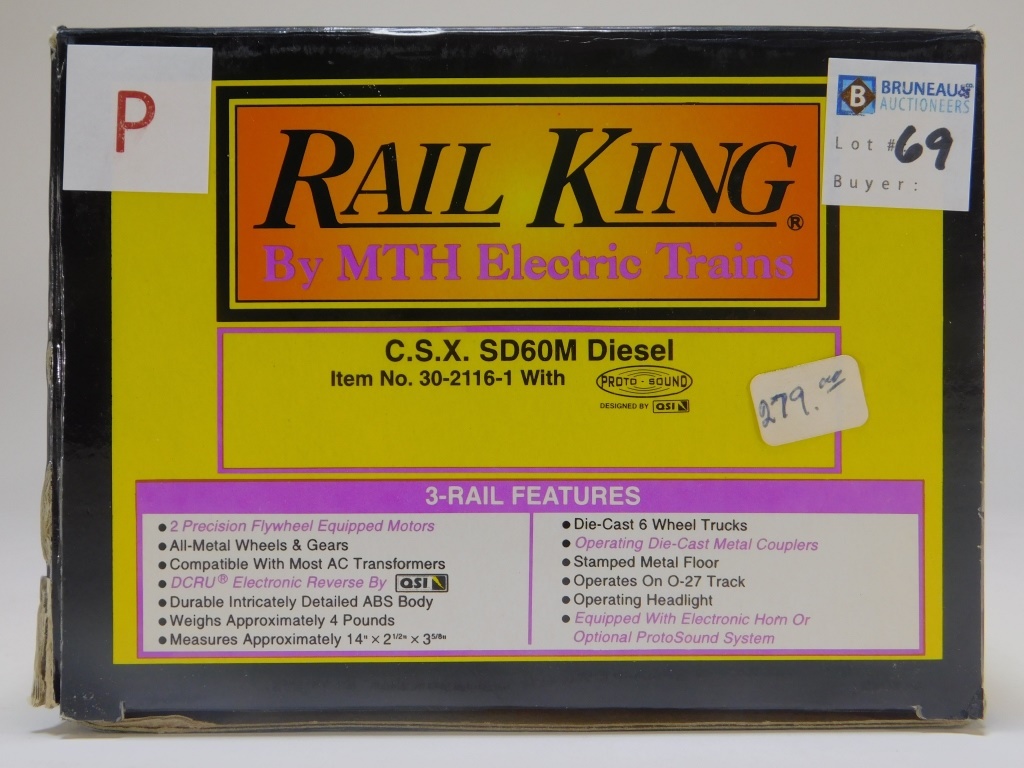 P
B BRUNEAU & CO
AUCTIONEERS
Lot # 69
Buyer:
RAIL KING®
By MTH Electric Trains
C.S.X. SD60M Diesel
Item No. 30-2116-1 With PROTO-SOUND
DESIGNED BY QSI
279.00
3-RAIL FEATURES
● 2 Precision Flywheel Equipped Motors
● All-Metal Wheels & Gears
● Compatible With Most AC Transformers
● DCRU® Electronic Reverse By QSI
● Durable Intricately Detailed ABS Body
● Weighs Approximately 4 Pounds
● Measures Approximately 14" × 2 1/2" × 3 5/8"
● Die-Cast 6 Wheel Trucks
● Operating Die-Cast Metal Couplers
● Stamped Metal Floor
● Operates On O-27 Track
● Operating Headlight
● Equipped With Electronic Horn Or
Optional ProtoSound System